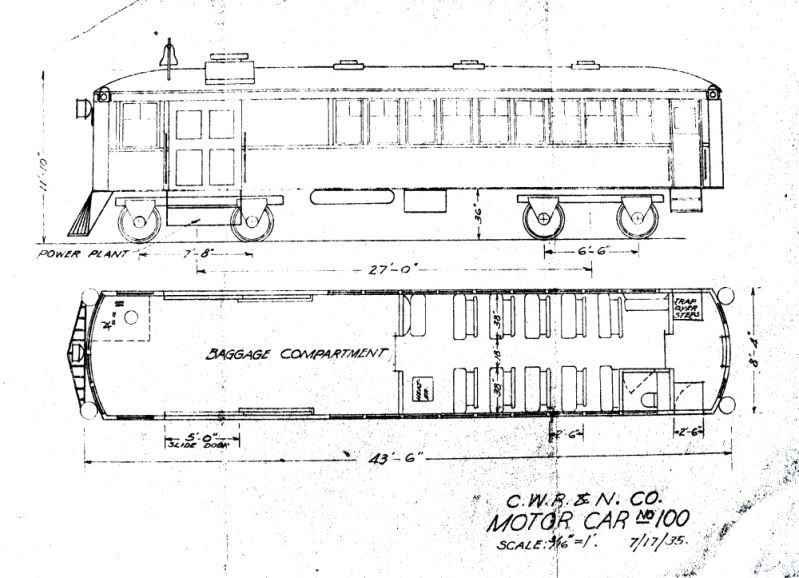 11'-10"
36"
POWER PLANT
7'-8"
6'-6"
27'-0"
TRAP
OVER
STEPS
38"
18"
38"
8'-4"
BAGGAGE COMPARTMENT
HEAT-
ER.
5'-0"
SLIDE DOOR
2'-6"
2'-6"
43'-6"
C.W.R. & N. CO.
MOTOR CAR NO 100
SCALE: 3/16"=1'. 7/17/35.